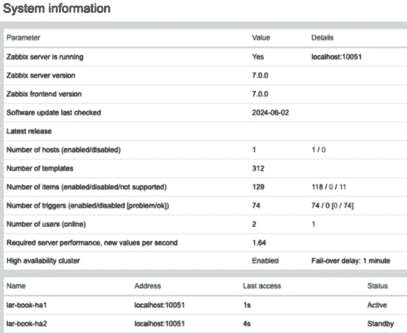 System information
Parameter Value Details
Zabbix server is running Yes localhost:10051
Zabbix server version 7.0.0
Zabbix frontend version 7.0.0
Software update last checked 2024-06-02
Latest release
Number of hosts (enabled/disabled) 1 1 / 0
Number of templates 312
Number of items (enabled/disabled/not supported) 129 118 / 0 / 11
Number of triggers (enabled/disabled [problem/ok]) 74 74 / 0 [0 / 74]
Number of users (online) 2 1
Required server performance, new values per second 1.64
High availability cluster Enabled Fail-over delay: 1 minute
Name Address Last access Status
lar-book-ha1 localhost:10051 1s Active
lar-book-ha2 localhost:10051 4s Standby